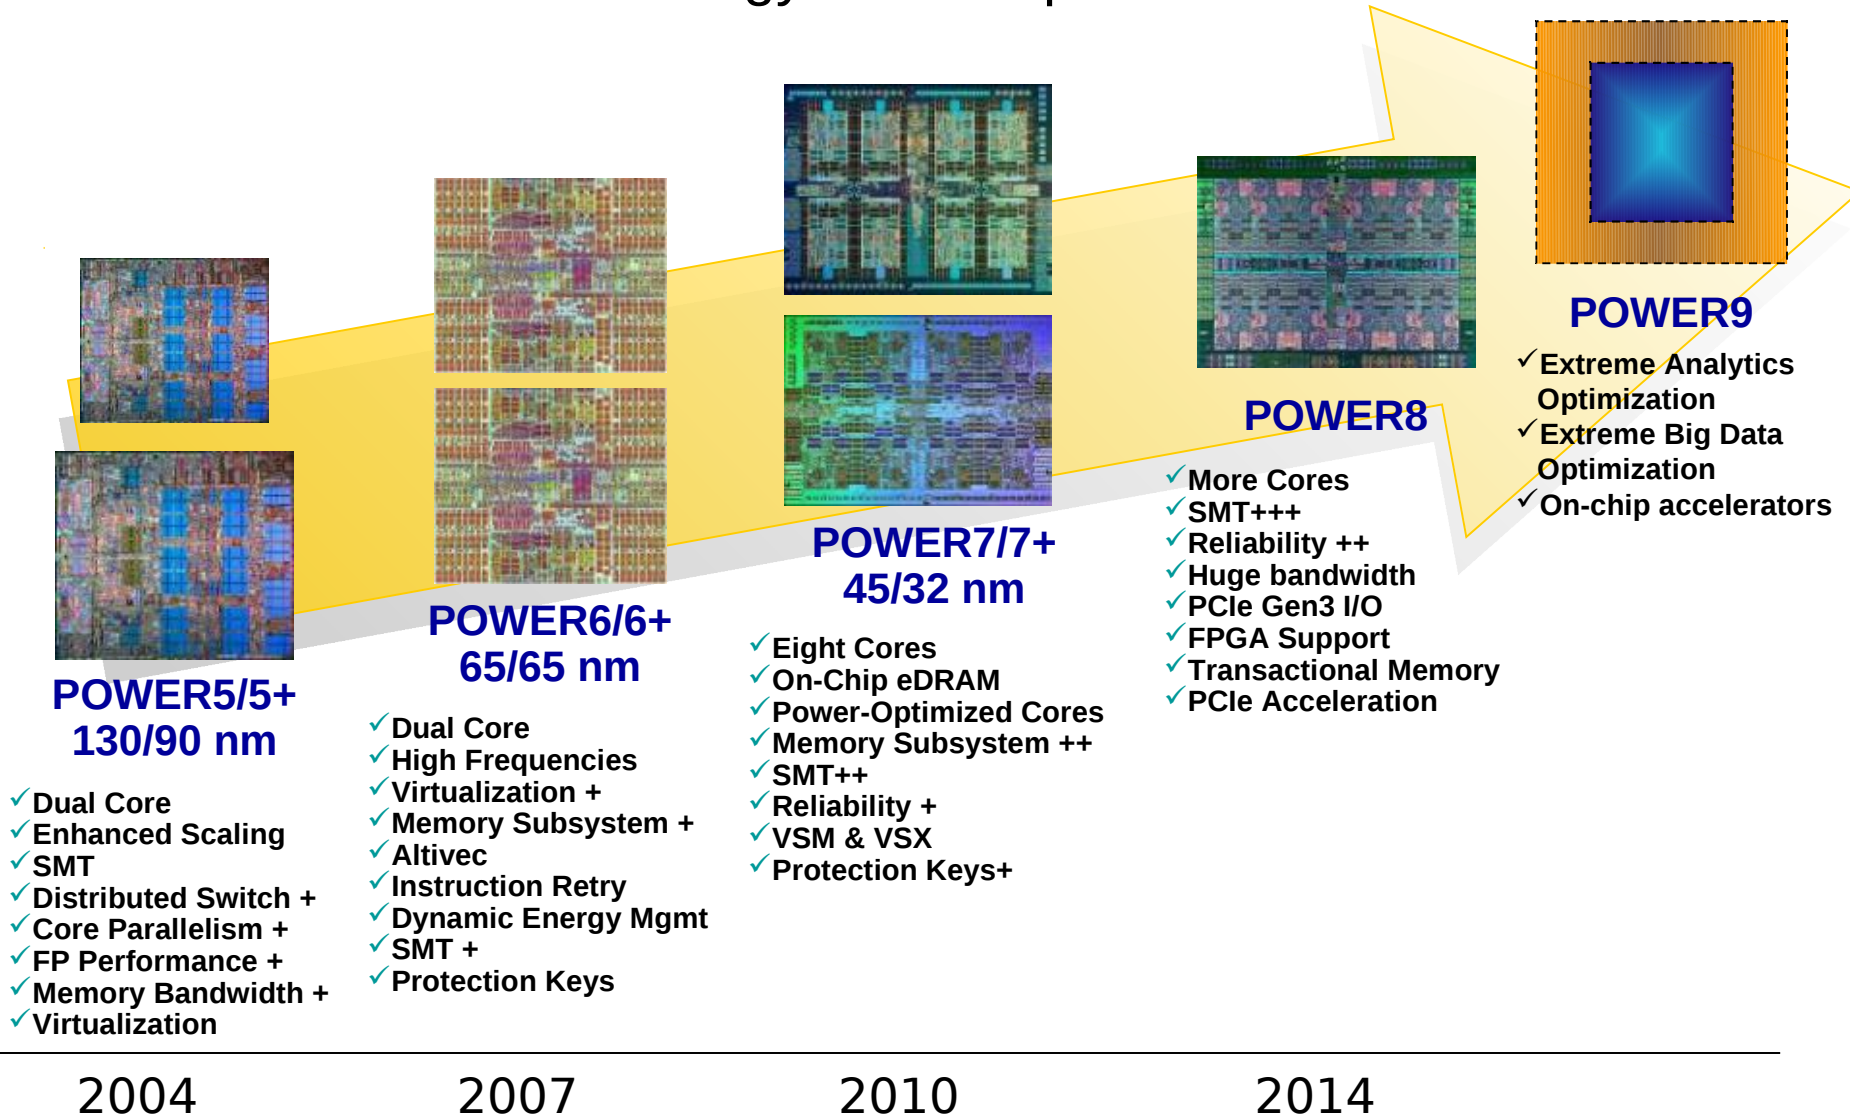 POWER5/5+
130/90 nm
Dual Core
Enhanced Scaling
SMT
Distributed Switch +
Core Parallelism +
FP Performance +
Memory Bandwidth +
Virtualization
POWER6/6+
65/65 nm
Dual Core
High Frequencies
Virtualization +
Memory Subsystem +
Altivec
Instruction Retry
Dynamic Energy Mgmt
SMT +
Protection Keys
POWER7/7+
45/32 nm
Eight Cores
On-Chip eDRAM
Power-Optimized Cores
Memory Subsystem ++
SMT++
Reliability +
VSM & VSX
Protection Keys+
POWER8
More Cores
SMT+++
Reliability ++
Huge bandwidth
PCIe Gen3 I/O
FPGA Support
Transactional Memory
PCIe Acceleration
POWER9
Extreme Analytics
Optimization
Extreme Big Data
Optimization
On-chip accelerators
2004
2007
2010
2014